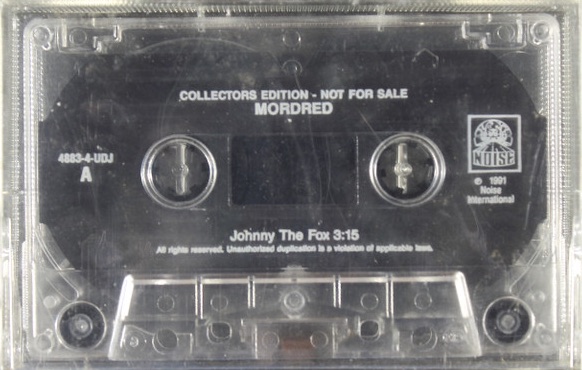 COLLECTORS EDITION - NOT FOR SALE
MORDRED
4883-4-UDJ
A
NOISE
℗ 1991
Noise
International
Johnny The Fox 3:15
All rights reserved. Unauthorized duplication is a violation of applicable laws.